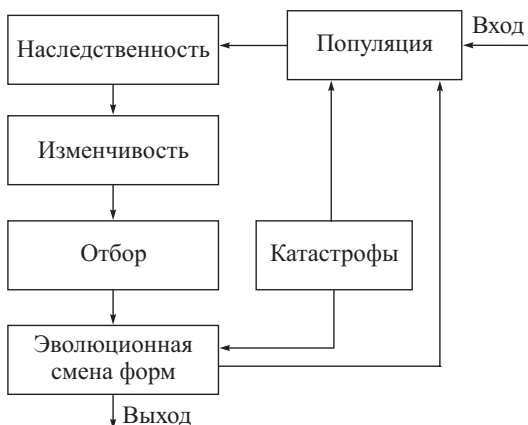 Вход
Популяция
Наследственность
Изменчивость
Отбор
Катастрофы
Эволюционная
смена форм
Выход